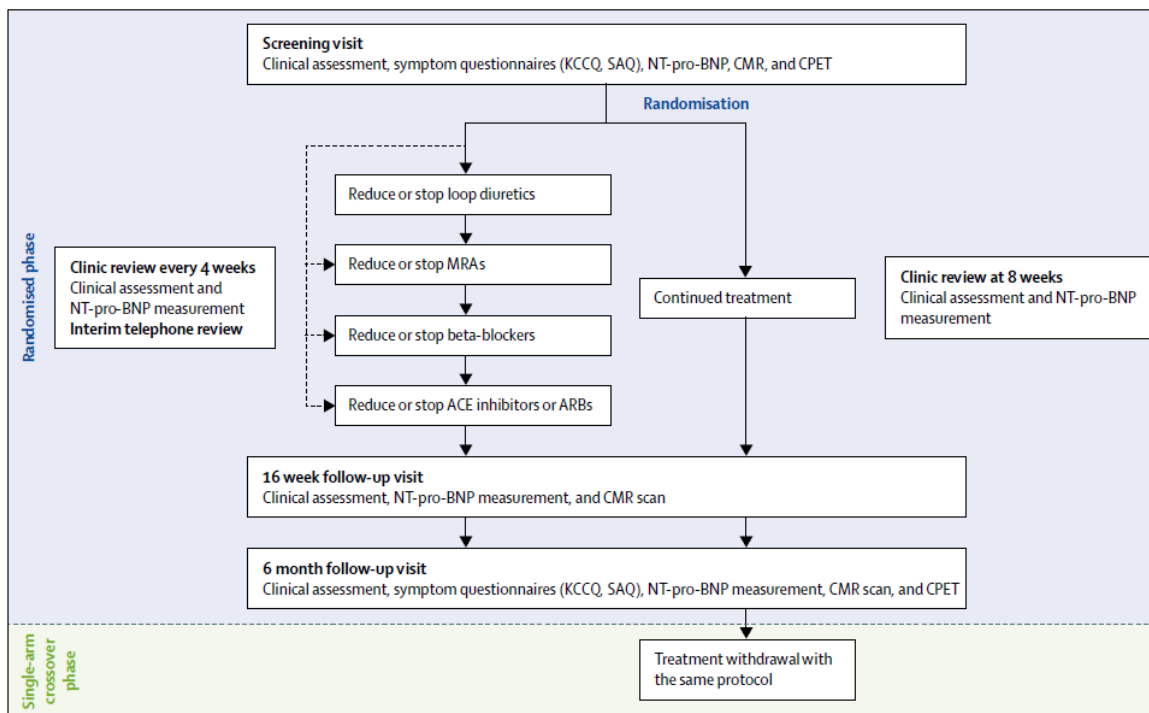 Screening visit
Clinical assessment, symptom questionnaires (KCCQ, SAQ), NT-pro-BNP, CMR, and CPET
Randomisation
Randomised phase
Reduce or stop loop diuretics
Clinic review every 4 weeks
Clinical assessment and
NT-pro-BNP measurement
Interim telephone review
Reduce or stop MRAs
Reduce or stop beta-blockers
Reduce or stop ACE inhibitors or ARBs
Continued treatment
Clinic review at 8 weeks
Clinical assessment and NT-pro-BNP
measurement
16 week follow-up visit
Clinical assessment, NT-pro-BNP measurement, and CMR scan
6 month follow-up visit
Clinical assessment, symptom questionnaires (KCCQ, SAQ), NT-pro-BNP measurement, CMR scan, and CPET
Single-arm
crossover
phase
Treatment withdrawal with
the same protocol